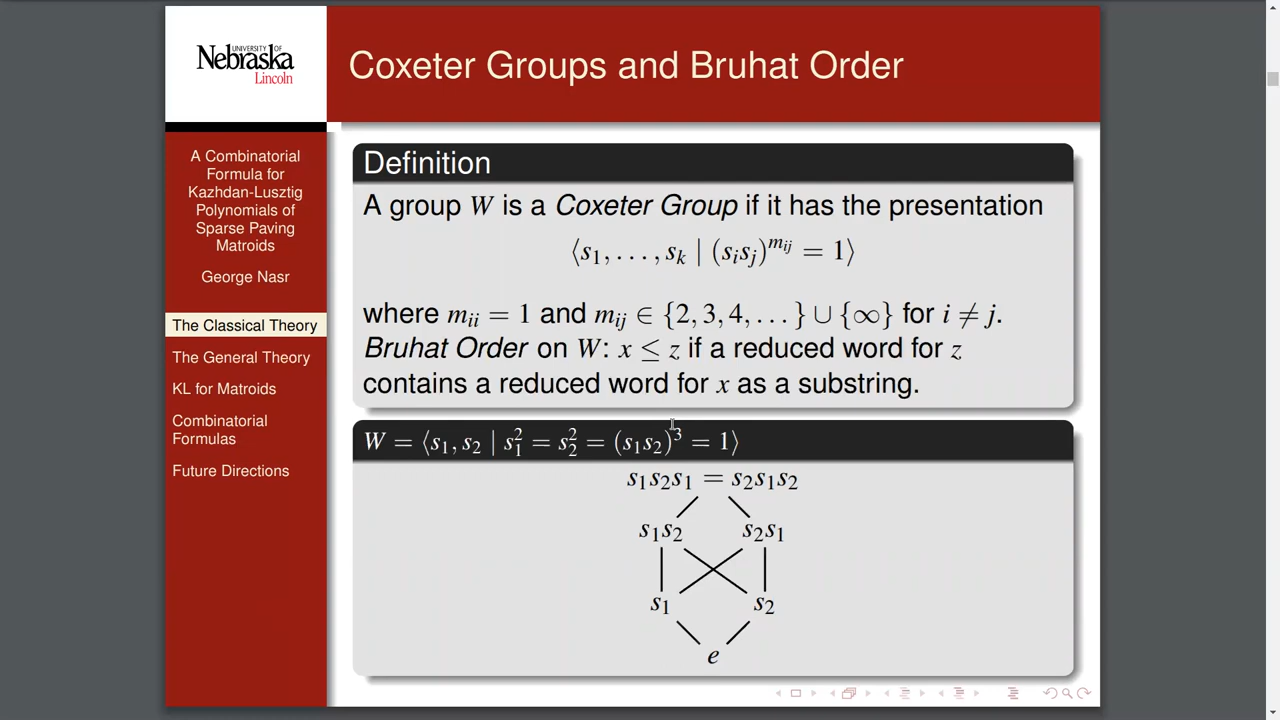 UNIVERSITY OF
Nebraska
Lincoln
Coxeter Groups and Bruhat Order
A Combinatorial
Formula for
Kazhdan-Lusztig
Polynomials of
Sparse Paving
Matroids
George Nasr
The Classical Theory
The General Theory
KL for Matroids
Combinatorial
Formulas
Future Directions
Definition
A group W is a Coxeter Group if it has the presentation
⟨s₁, . . . , sₖ | (sᵢsⱼ)^{mᵢⱼ} = 1⟩
where mᵢᵢ = 1 and mᵢⱼ ∈ {2, 3, 4, . . . } ∪ {∞} for i ≠ j.
Bruhat Order on W: x ≤ z if a reduced word for z
contains a reduced word for x as a substring.
W = ⟨s₁, s₂ | s₁² = s₂² = (s₁s₂)³ = 1⟩
s₁s₂s₁ = s₂s₁s₂
s₁s₂ s₂s₁
s₁ s₂
e